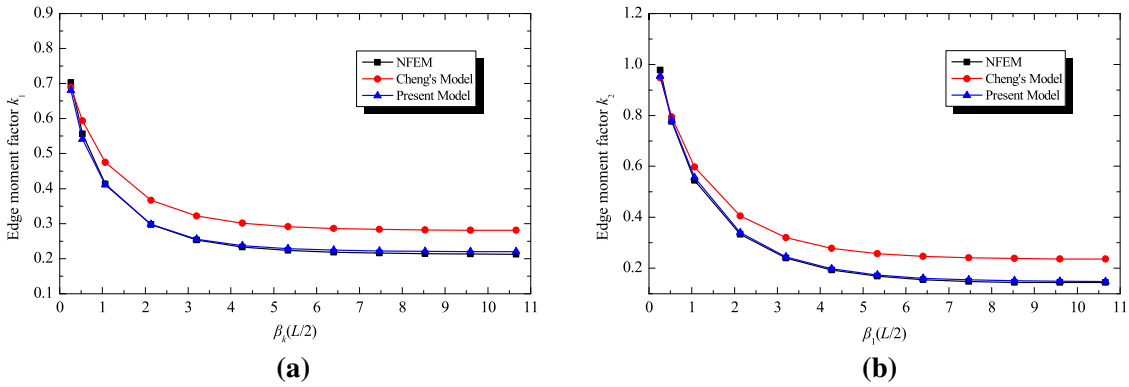 0.9
0.8
0.7
0.6
0.5
0.4
0.3
0.2
0.1
Edge moment factor k₁
NFEM
Cheng's Model
Present Model
0 1 2 3 4 5 6 7 8 9 10 11
βₖ(L/2)
(a)
1.2
1.0
0.8
0.6
0.4
0.2
Edge moment factor k₂
NFEM
Cheng's Model
Present Model
0 1 2 3 4 5 6 7 8 9 10 11
β₁(L/2)
(b)